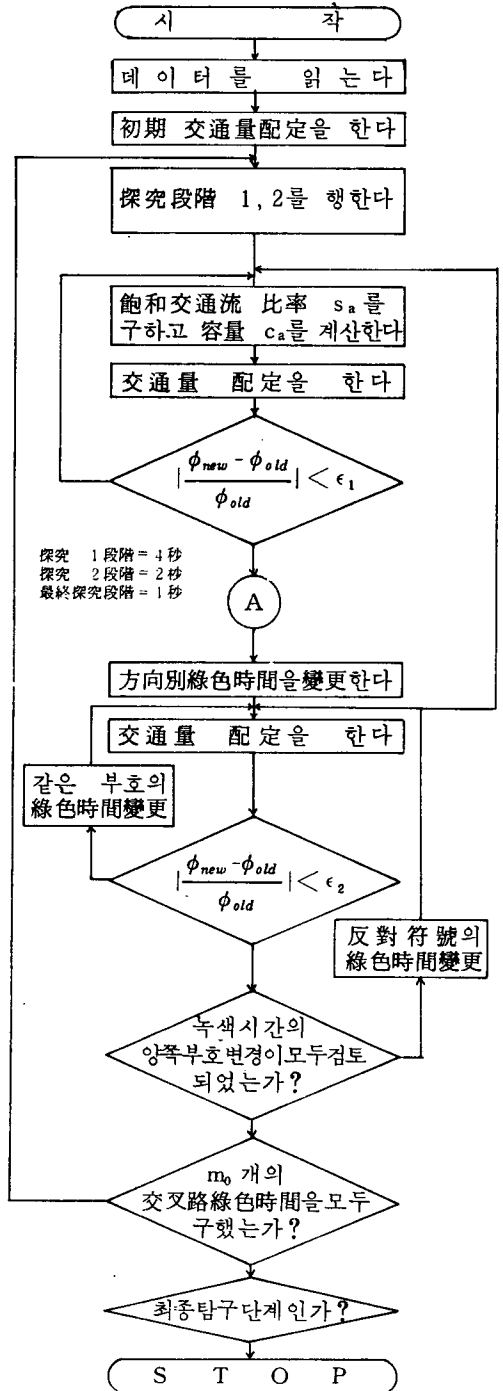 시 작
데이터를 읽는다
初期 交通量配定을 한다
探究段階 1, 2를 행한다
飽和交通流 比率 sₐ를
구하고 容量 cₐ를 계산한다
交通量 配定을 한다
|ϕnew - ϕold / ϕold| < ϵ₁
探究 1段階 = 4秒
探究 2段階 = 2秒
最終探究段階 = 1秒
A
方向別綠色時間을變更한다
交通量 配定을 한다
같은 부호의
綠色時間變更
|ϕnew - ϕold / ϕold| < ϵ₂
反對符號의
綠色時間變更
녹색시간의
양쪽부호변경이모두검토
되었는가?
m₀ 개의
交叉路綠色時間을모두
구했는가?
최종탐구단계인가?
S T O P